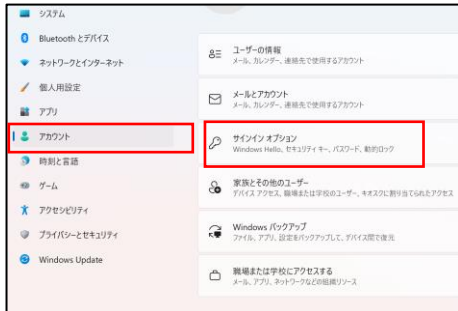 システム
Bluetooth とデバイス
ネットワークとインターネット
個人用設定
アプリ
アカウント
時刻と言語
ゲーム
アクセシビリティ
プライバシーとセキュリティ
Windows Update
ユーザーの情報
メール、カレンダー、連絡先で使用するアカウント
メールとアカウント
メール、カレンダー、連絡先で使用するアカウント
サインイン オプション
Windows Hello、セキュリティ キー、パスワード、動的ロック
家族とその他のユーザー
デバイス アクセス、職場または学校のユーザー、キオスクに割り当てられたアクセス
Windows バックアップ
ファイル、アプリ、設定をバックアップして、デバイス間で復元
職場または学校にアクセスする
メール、アプリ、ネットワークなどの組織リソース